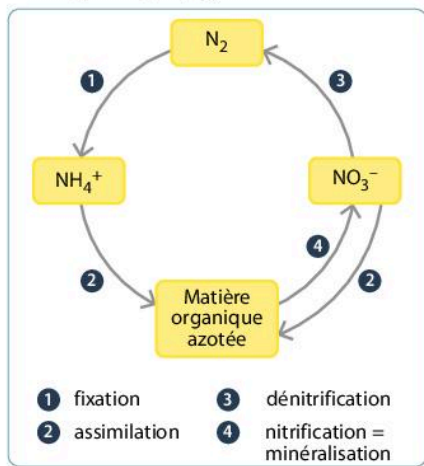 N₂
1
3
NH₄⁺
NO₃⁻
4
2
2
Matière
organique
azotée
1 fixation
3 dénitrification
2 assimilation
4 nitrification =
minéralisation